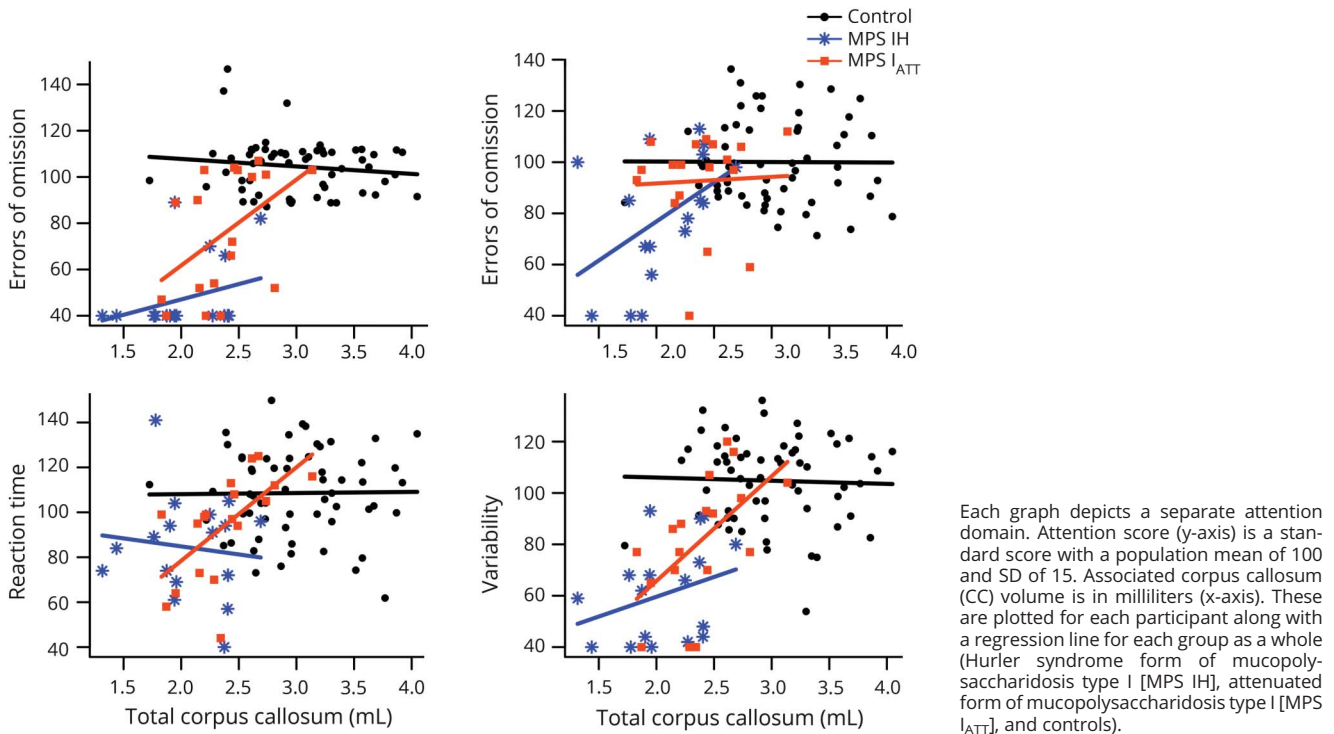 Control
MPS IH
MPS I_ATT
Errors of omission
140
120
100
80
60
40
1.5 2.0 2.5 3.0 3.5 4.0
Errors of comission
140
120
100
80
60
40
1.5 2.0 2.5 3.0 3.5 4.0
Reaction time
140
120
100
80
60
40
1.5 2.0 2.5 3.0 3.5 4.0
Total corpus callosum (mL)
Variability
120
100
80
60
40
1.5 2.0 2.5 3.0 3.5 4.0
Total corpus callosum (mL)
Each graph depicts a separate attention
domain. Attention score (y-axis) is a stan-
dard score with a population mean of 100
and SD of 15. Associated corpus callosum
(CC) volume is in milliliters (x-axis). These
are plotted for each participant along with
a regression line for each group as a whole
(Hurler syndrome form of mucopoly-
saccharidosis type I [MPS IH], attenuated
form of mucopolysaccharidosis type I [MPS
I_ATT], and controls).